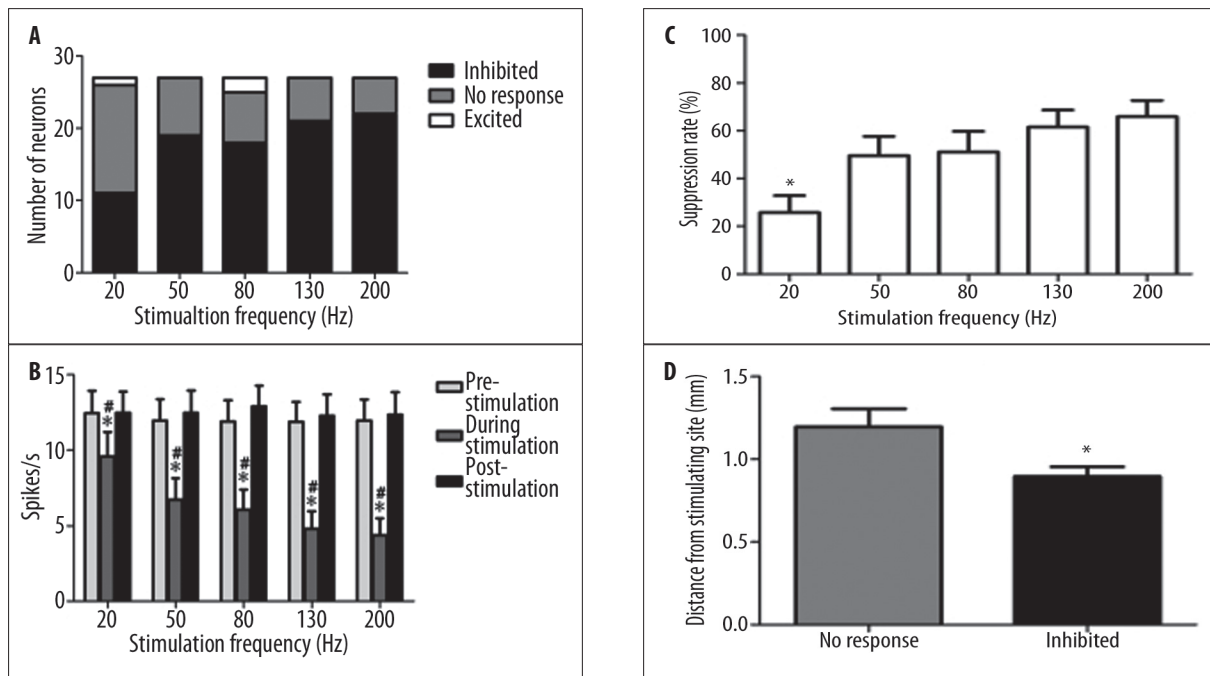 A
30
20
10
0
Number of neurons
20 50 80 130 200
Stimualtion frequency (Hz)
Inhibited
No response
Excited
B
15
10
5
0
Spikes/s
*# *# *# *# *#
20 50 80 130 200
Stimulation frequency (Hz)
Pre-
stimulation
During
stimulation
Post-
stimulation
C
100
80
60
40
20
0
Suppression rate (%)
*
20 50 80 130 200
Stimulation frequency (Hz)
D
1.5
1.0
0.5
0.0
Distance from stimulating site (mm)
*
No response Inhibited